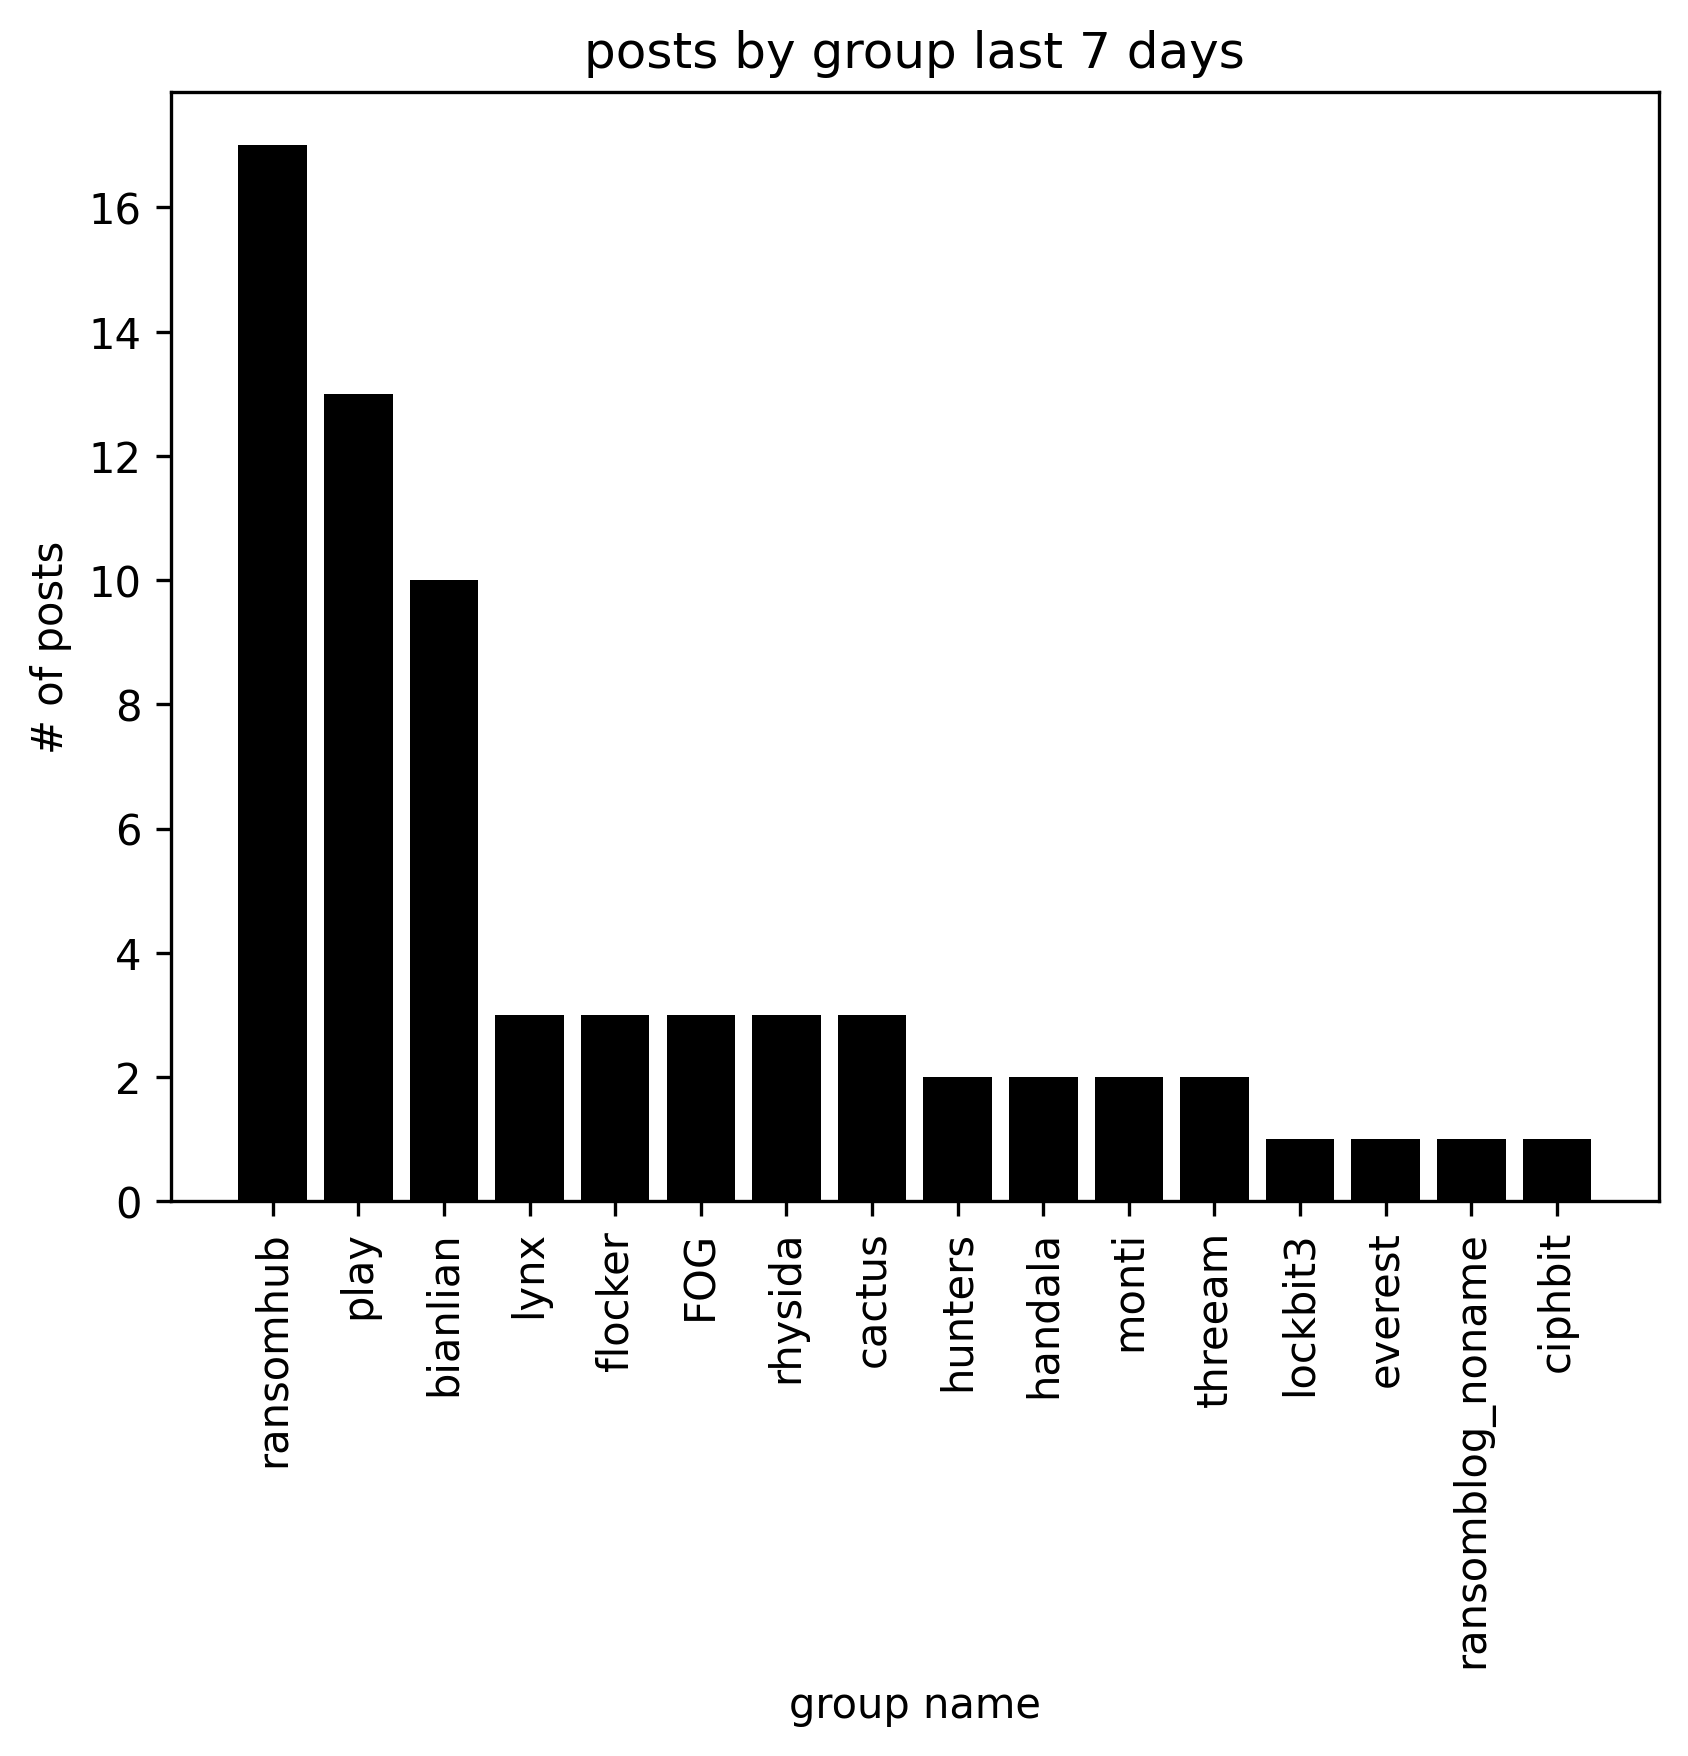 posts by group last 7 days
# of posts
16
14
12
10
8
6
4
2
0
ransomhub
play
bianlian
lynx
flocker
FOG
rhysida
cactus
hunters
handala
monti
threeam
lockbit3
everest
ransomblog_noname
ciphbit
group name